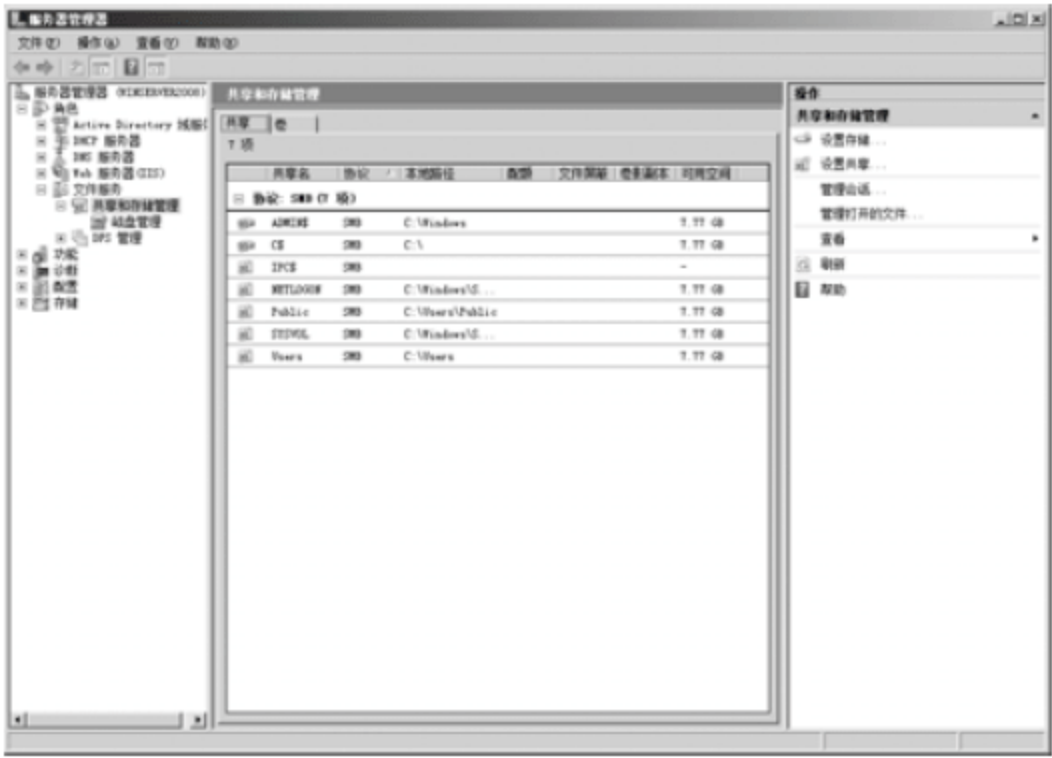 服务器管理器
文件(F) 操作(A) 查看(V) 帮助(H)
服务器管理器 (WINSERVER2008)
角色
Active Directory 域服
DHCP 服务器
DNS 服务器
Web 服务器(IIS)
文件服务
共享和存储管理
磁盘管理
DFS 管理
功能
诊断
配置
存储
共享和存储管理
共享 卷
7 项
共享名 协议 本地路径 配额 文件屏蔽 卷影副本 可用空间
协议: SMB (7 项)
ADMIN$ SMB C:\Windows 7.77 GB
C$ SMB C:\ 7.77 GB
IPC$ SMB -
NETLOGON SMB C:\Windows\S... 7.77 GB
Public SMB C:\Users\Public 7.77 GB
SYSVOL SMB C:\Windows\S... 7.77 GB
Users SMB C:\Users 7.77 GB
操作
共享和存储管理
设置存储...
设置共享...
管理会话...
管理打开的文件...
查看
刷新
帮助